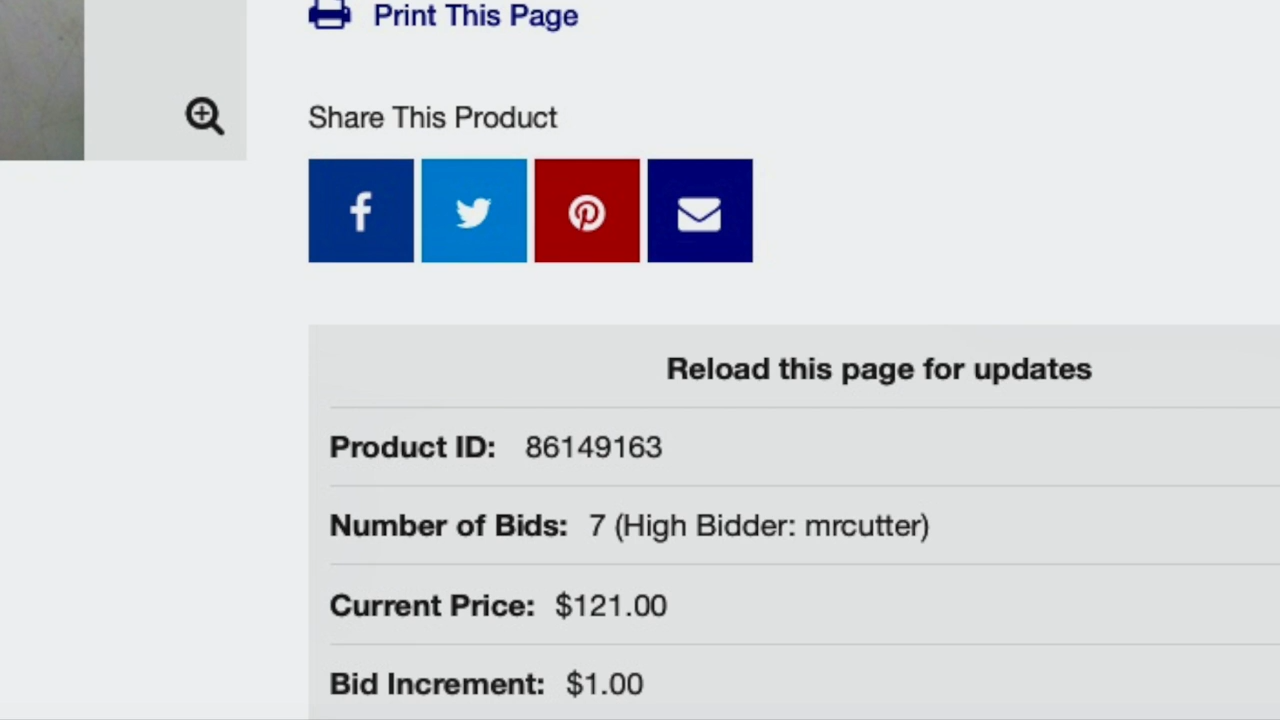 Print This Page
Share This Product
Reload this page for updates
Product ID: 86149163
Number of Bids: 7 (High Bidder: mrcutter)
Current Price: $121.00
Bid Increment: $1.00